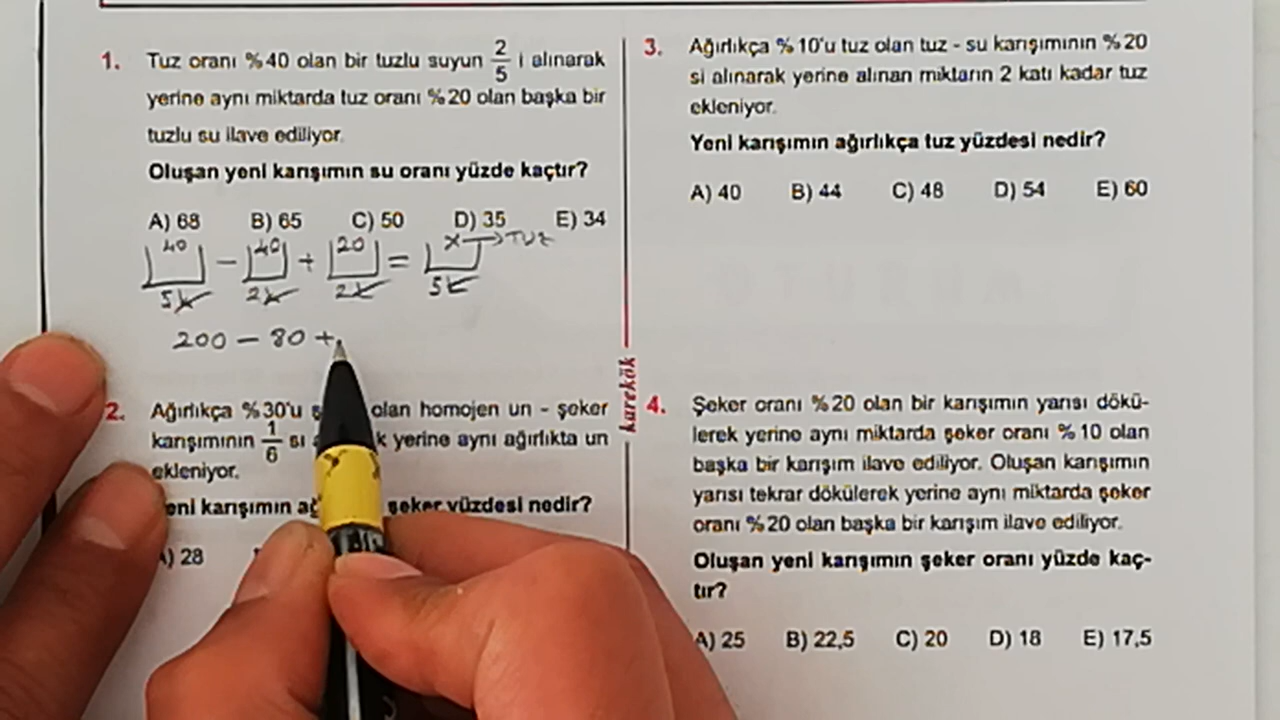 1. Tuz oranı %40 olan bir tuzlu suyun 2/5 i alınarak
yerine aynı miktarda tuz oranı %20 olan başka bir
tuzlu su ilave ediliyor.
Oluşan yeni karışımın su oranı yüzde kaçtır?
A) 68 B) 65 C) 50 D) 35 E) 34
40 - 40 + 20 = x → TUZ
5k 2k 2k 5k
200 - 80 +
2. Ağırlıkça %30'u olan homojen un - şeker
karışımının 1/6 sı yerine aynı ağırlıkta un
ekleniyor.
karışımın şeker yüzdesi nedir?
A) 28
karekök
3. Ağırlıkça %10'u tuz olan tuz - su karışımının %20
si alınarak yerine alınan miktarın 2 katı kadar tuz
ekleniyor.
Yeni karışımın ağırlıkça tuz yüzdesi nedir?
A) 40 B) 44 C) 48 D) 54 E) 60
4. Şeker oranı %20 olan bir karışımın yarısı dökü-
lerek yerine aynı miktarda şeker oranı %10 olan
başka bir karışım ilave ediliyor. Oluşan karışımın
yarısı tekrar dökülerek yerine aynı miktarda şeker
oranı %20 olan başka bir karışım ilave ediliyor.
Oluşan yeni karışımın şeker oranı yüzde kaç-
tır?
A) 25 B) 22,5 C) 20 D) 18 E) 17,5